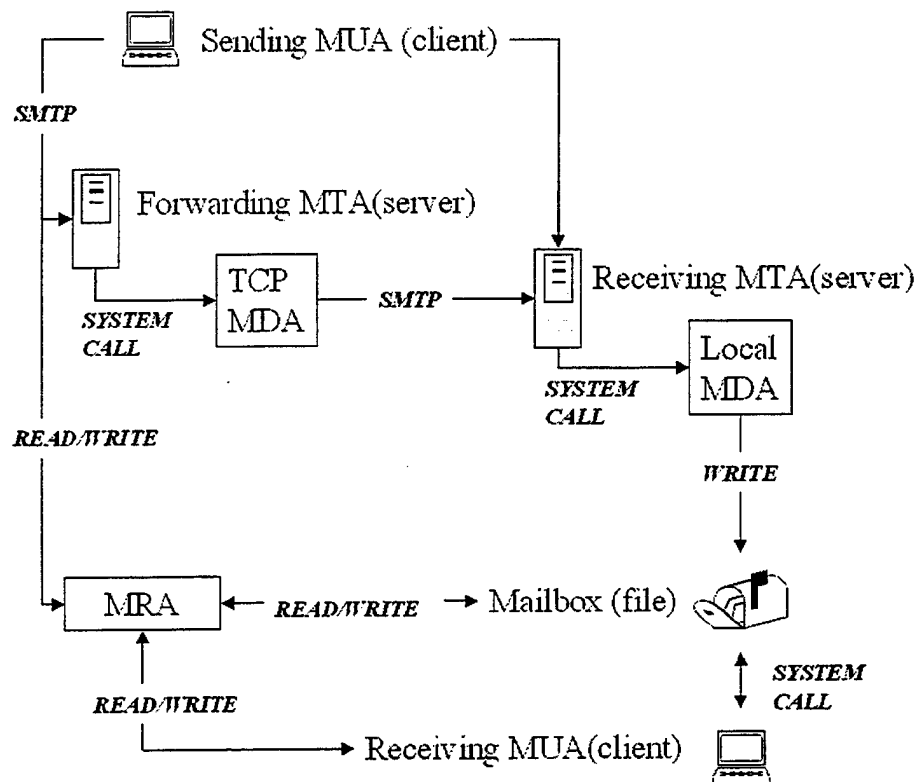 Sending MUA (client)
SMTP
Forwarding MTA(server)
TCP
MDA
SMTP
Receiving MTA(server)
SYSTEM
CALL
Local
MDA
SYSTEM
CALL
READ/WRITE
WRITE
MRA
READ/WRITE
Mailbox (file)
READ/WRITE
SYSTEM
CALL
Receiving MUA(client)